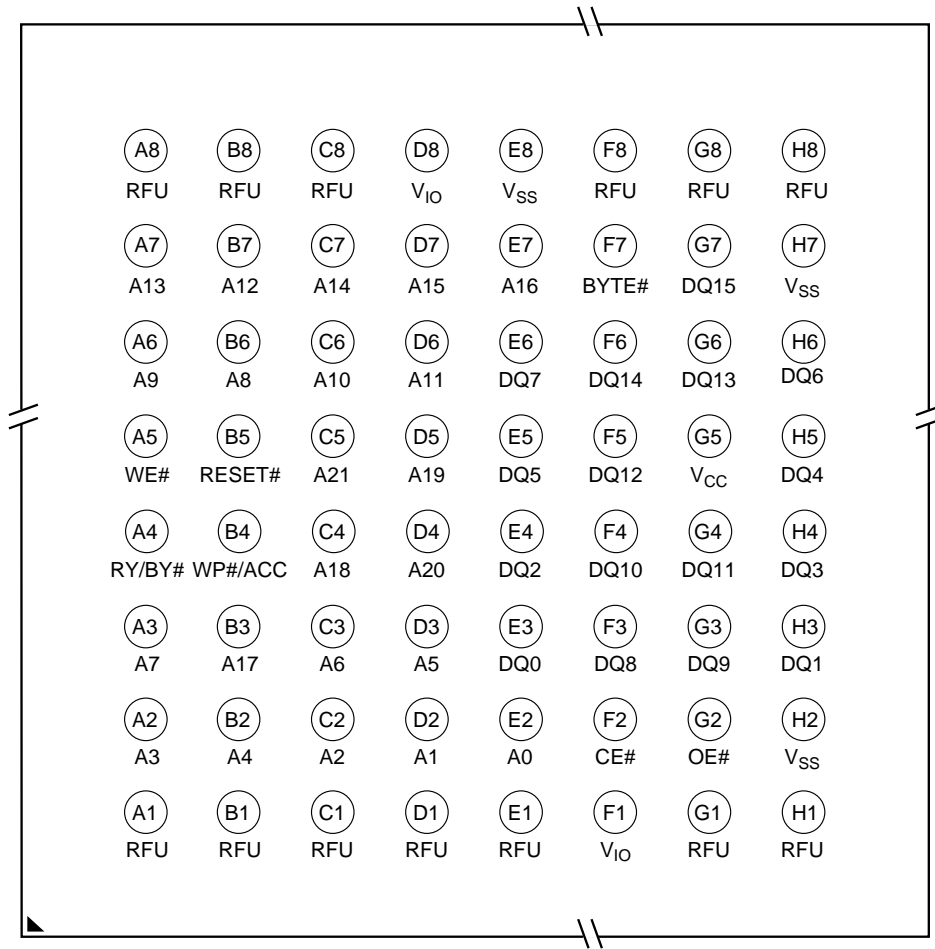 A8 B8 C8 D8 E8 F8 G8 H8
RFU RFU RFU VIO VSS RFU RFU RFU
A7 B7 C7 D7 E7 F7 G7 H7
A13 A12 A14 A15 A16 BYTE# DQ15 VSS
A6 B6 C6 D6 E6 F6 G6 H6
A9 A8 A10 A11 DQ7 DQ14 DQ13 DQ6
A5 B5 C5 D5 E5 F5 G5 H5
WE# RESET# A21 A19 DQ5 DQ12 VCC DQ4
A4 B4 C4 D4 E4 F4 G4 H4
RY/BY# WP#/ACC A18 A20 DQ2 DQ10 DQ11 DQ3
A3 B3 C3 D3 E3 F3 G3 H3
A7 A17 A6 A5 DQ0 DQ8 DQ9 DQ1
A2 B2 C2 D2 E2 F2 G2 H2
A3 A4 A2 A1 A0 CE# OE# VSS
A1 B1 C1 D1 E1 F1 G1 H1
RFU RFU RFU RFU RFU VIO RFU RFU